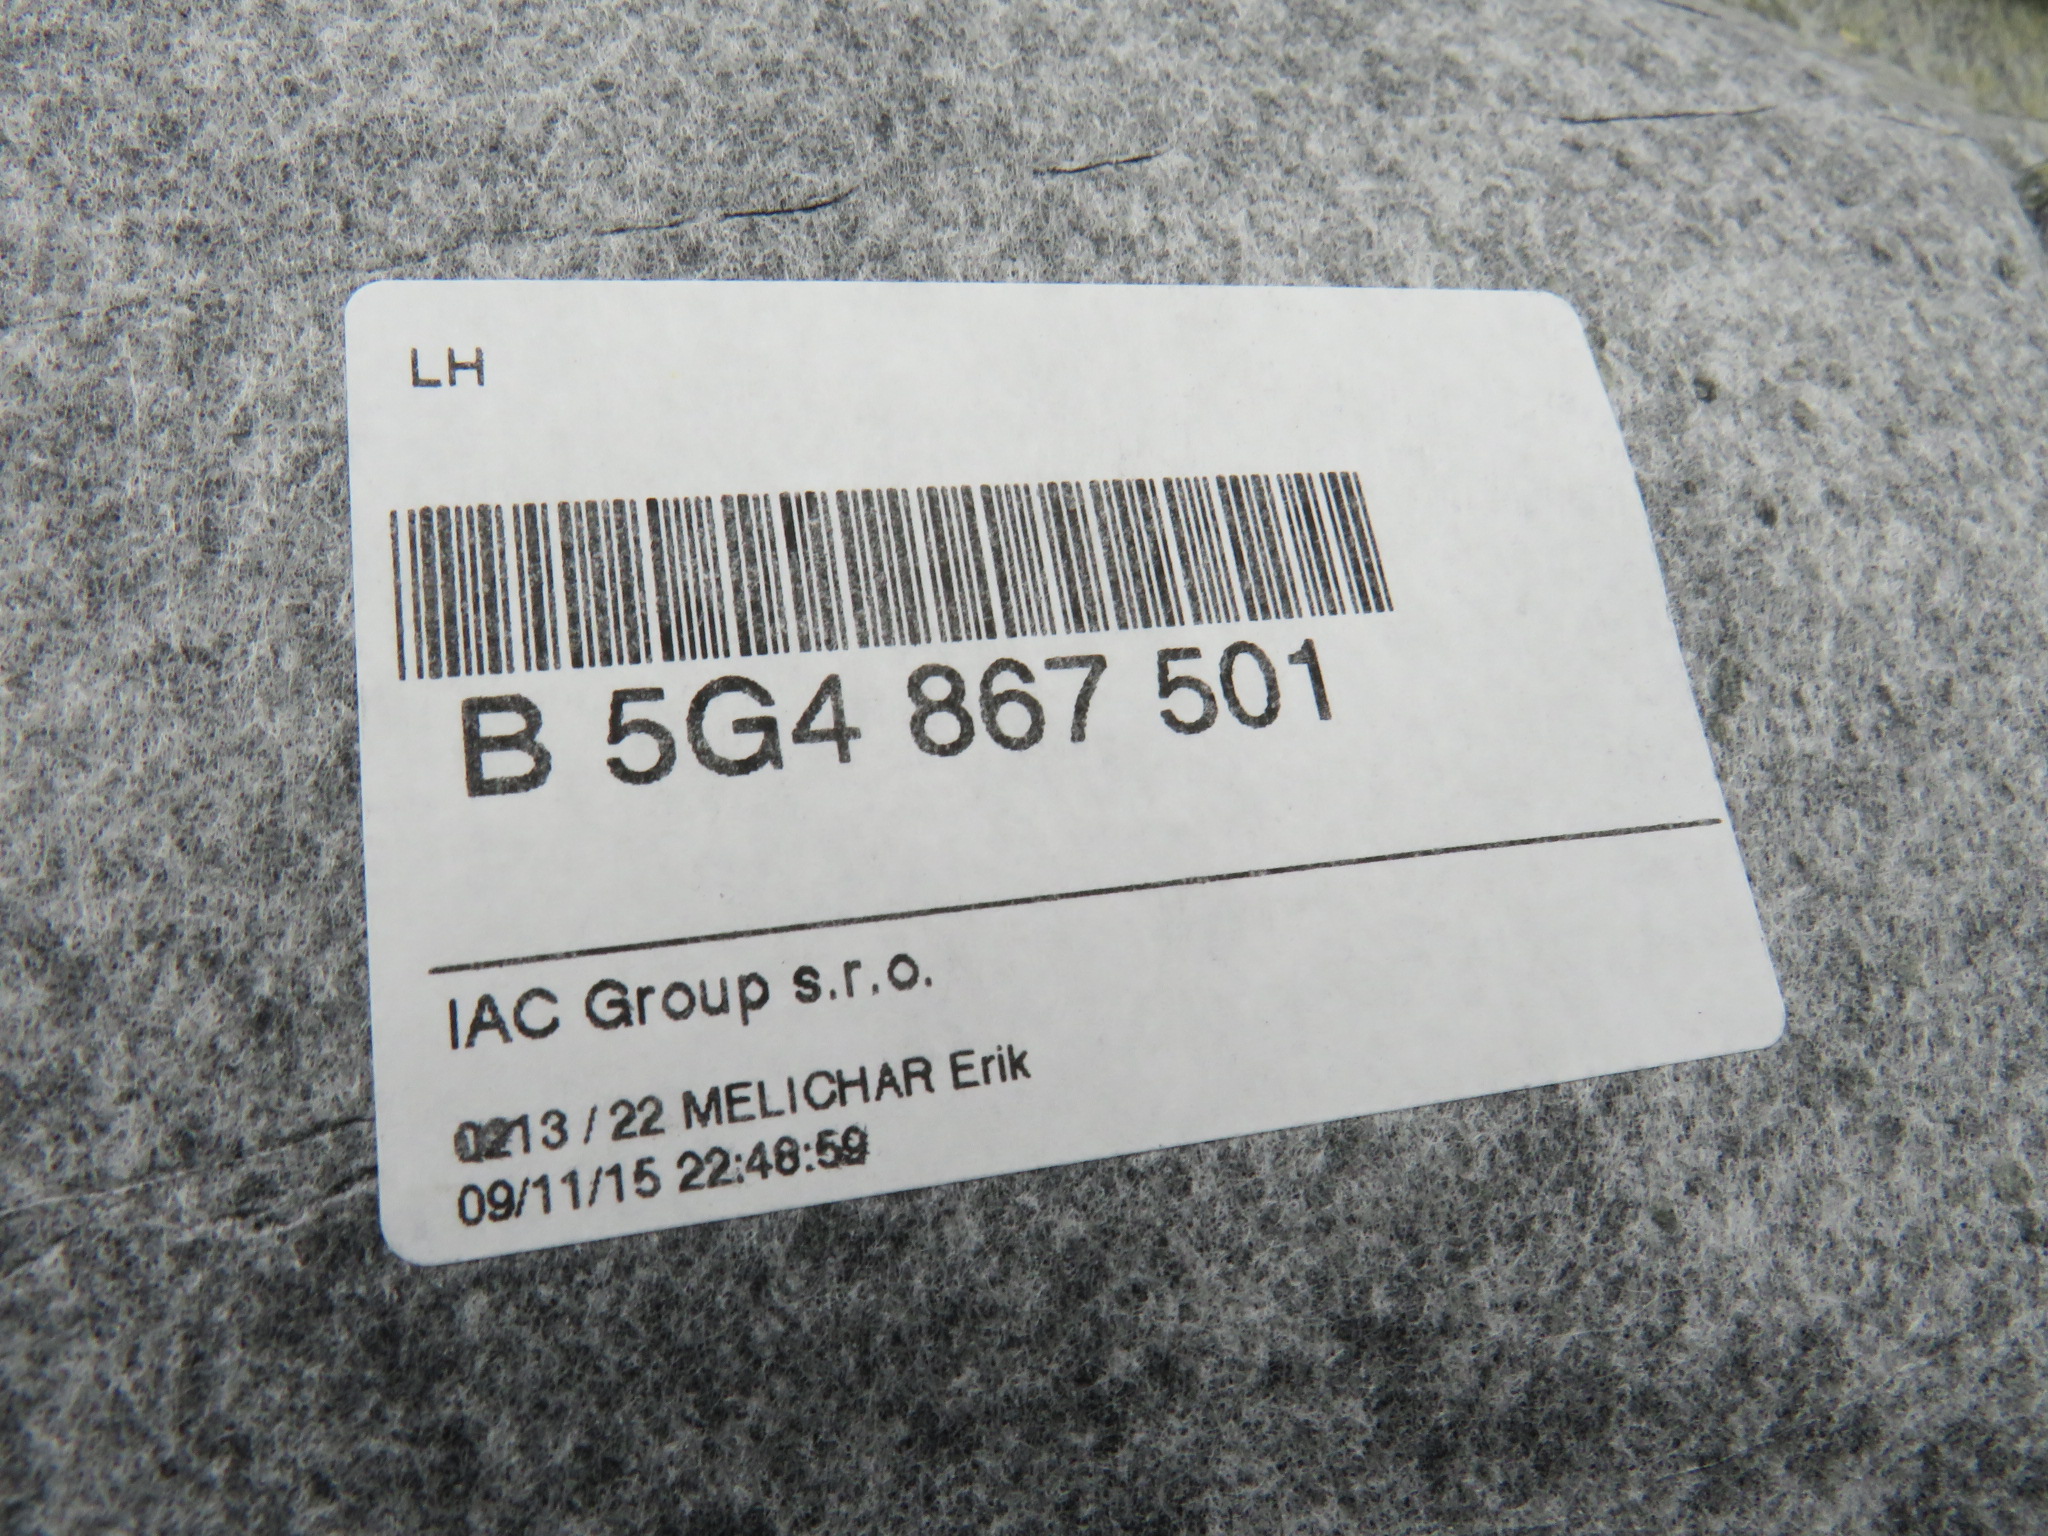 LH
B 5G4 867 501
IAC Group s.r.o.
0213 / 22 MELICHAR Erik
09/11/15 22:48:59